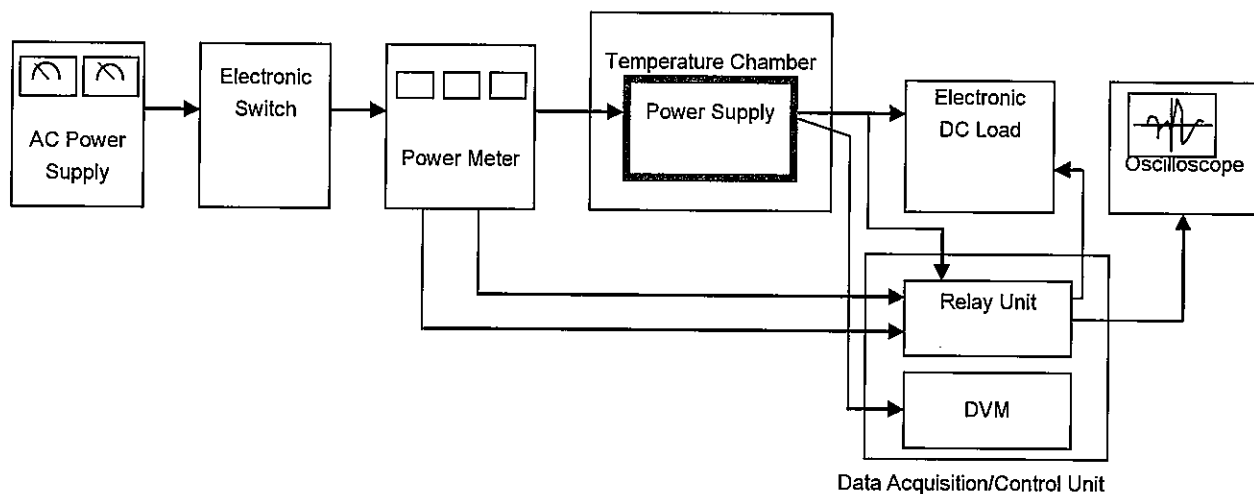 AC Power
Supply
Electronic
Switch
Power Meter
Temperature Chamber
Power Supply
Electronic
DC Load
Oscilloscope
Relay Unit
DVM
Data Acquisition/Control Unit